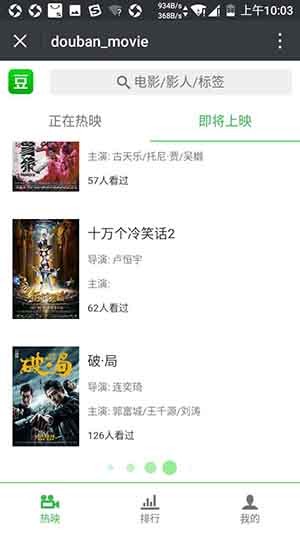 934B/s
868K/s
上午10:03
douban_movie
豆
电影/影人/标签
正在热映
即将上映
主演: 古天乐/托尼·贾/吴樾
57人看过
十万个冷笑话2
导演: 卢恒宇
主演:
62人看过
破·局
破·局
导演: 连奕琦
主演: 郭富城/王千源/刘涛
126人看过
热映
排行
我的